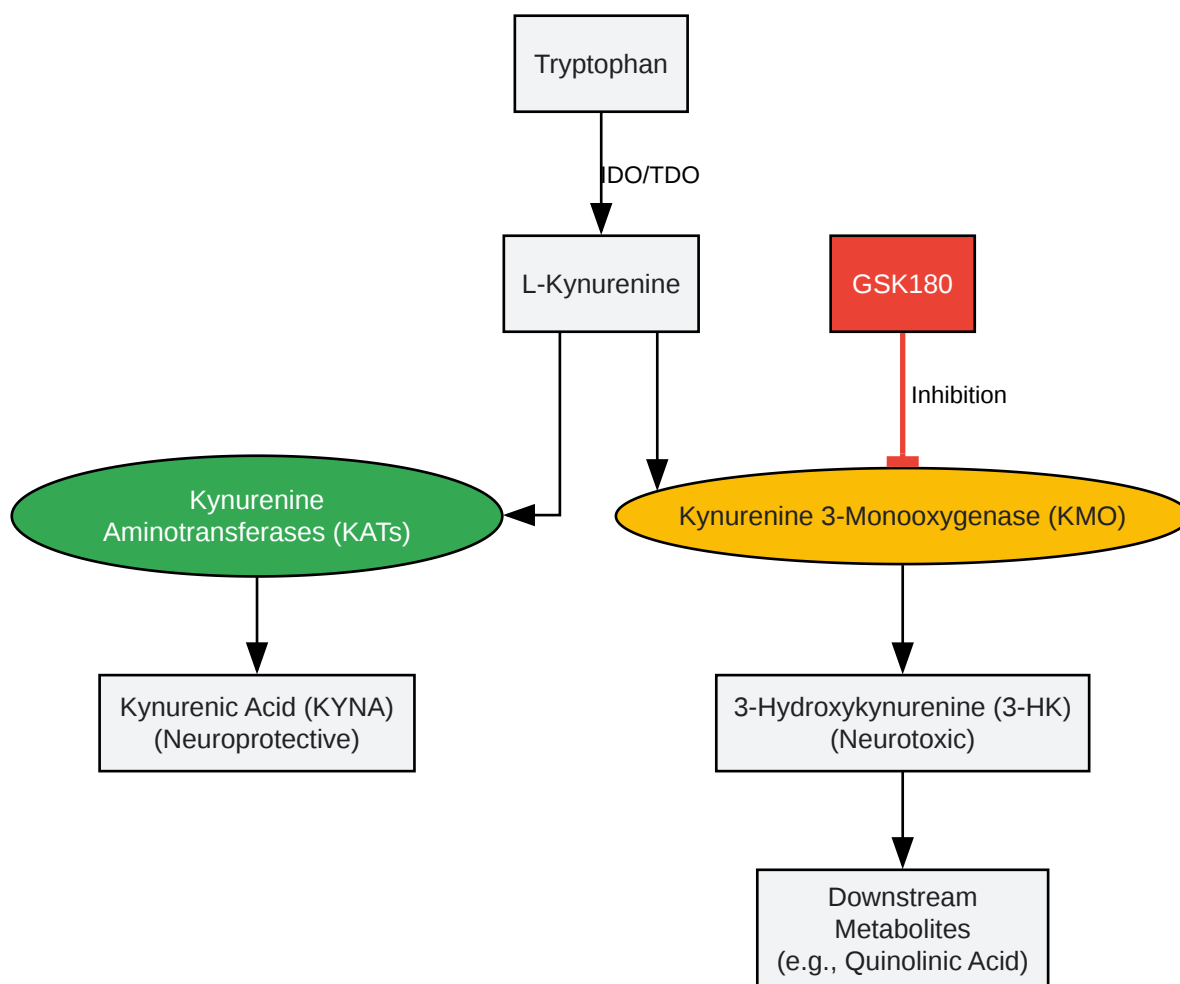 Tryptophan
IDO/TDO
L-Kynurenine
GSK180
Inhibition
Kynurenine
Aminotransferases (KATs)
Kynurenine 3-Monooxygenase (KMO)
Kynurenic Acid (KYNA)
(Neuroprotective)
3-Hydroxykynurenine (3-HK)
(Neurotoxic)
Downstream
Metabolites
(e.g., Quinolinic Acid)